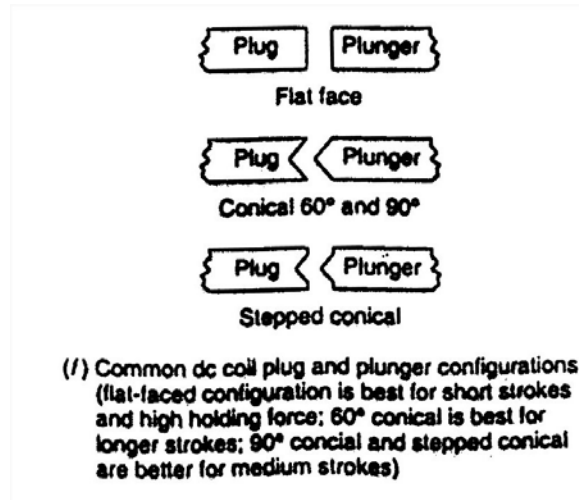 Plug Plunger
Flat face
Plug Plunger
Conical 60° and 90°
Plug Plunger
Stepped conical
(f) Common dc coil plug and plunger configurations
(flat-faced configuration is best for short strokes
and high holding force; 60° conical is best for
longer strokes; 90° concial and stepped conical
are better for medium strokes)